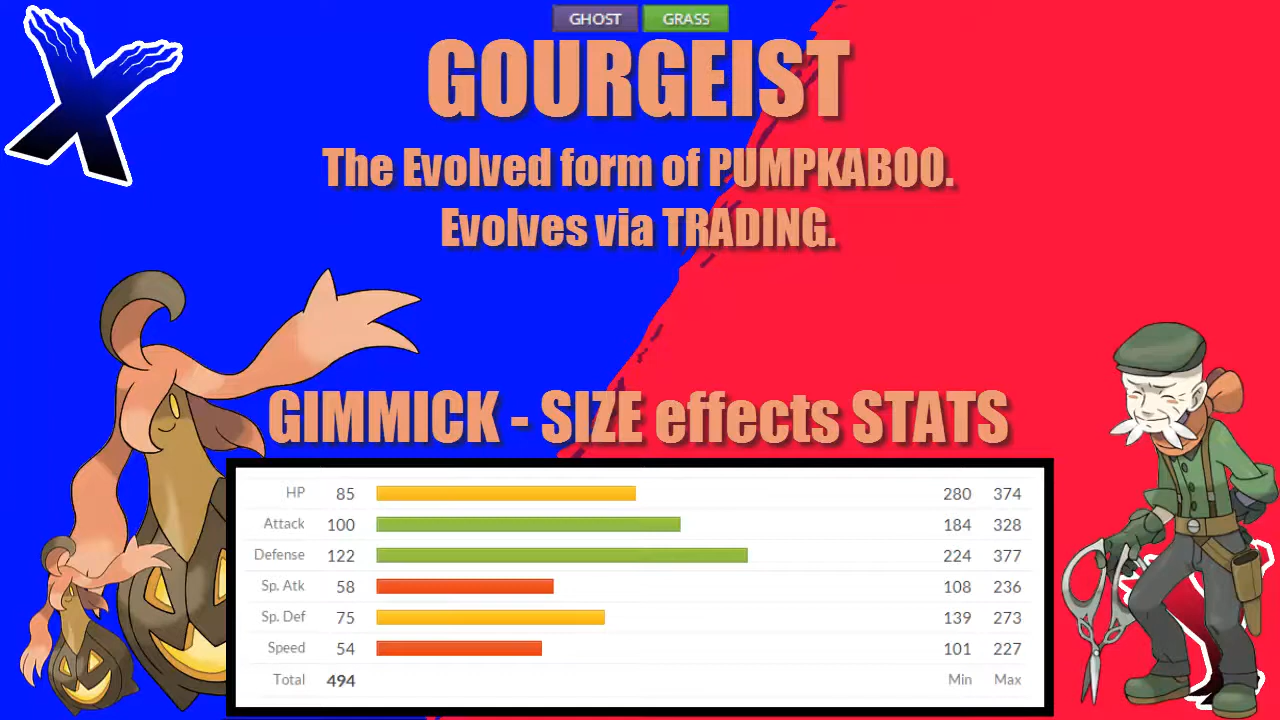 GHOST GRASS
GOURGEIST
The Evolved form of PUMPKABOO.
Evolves via TRADING.
GIMMICK - SIZE effects STATS
HP 85 280 374
Attack 100 184 328
Defense 122 224 377
Sp. Atk 58 108 236
Sp. Def 75 139 273
Speed 54 101 227
Total 494 Min Max
X